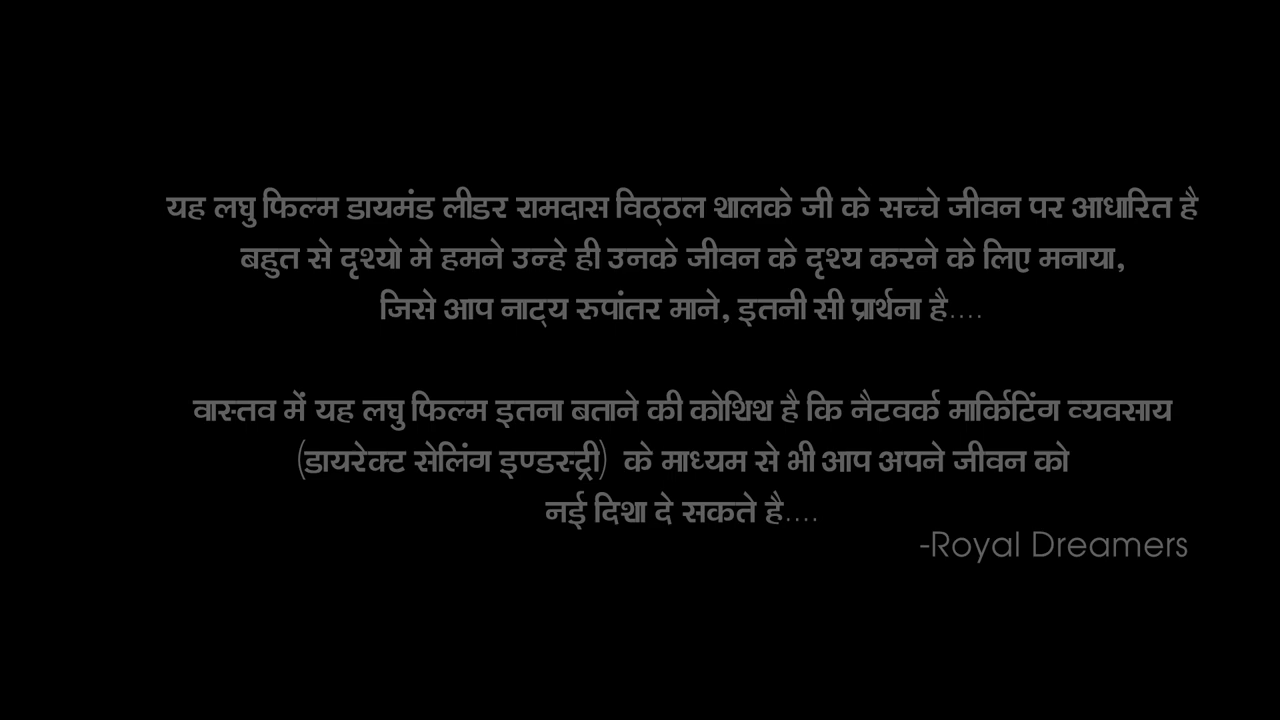 यह लघु फिल्म डायमंड लीडर रामदास विठ्ठल थालके जी के सच्चे जीवन पर आधारित है
बहुत से दृश्यो मे हमने उन्हे ही उनके जीवन के दृश्य करने के लिए मनाया,
जिसे आप नाट्य रुपांतर माने, इतनी सी प्रार्थना है....
वास्तव में यह लघु फिल्म इतना बताने की कोशिश है कि नैटवर्क मार्किटिंग व्यवसाय
(डायरेक्ट सेलिंग इण्डस्ट्री) के माध्यम से भी आप अपने जीवन को
नई दिशा दे सकते है....
-Royal Dreamers